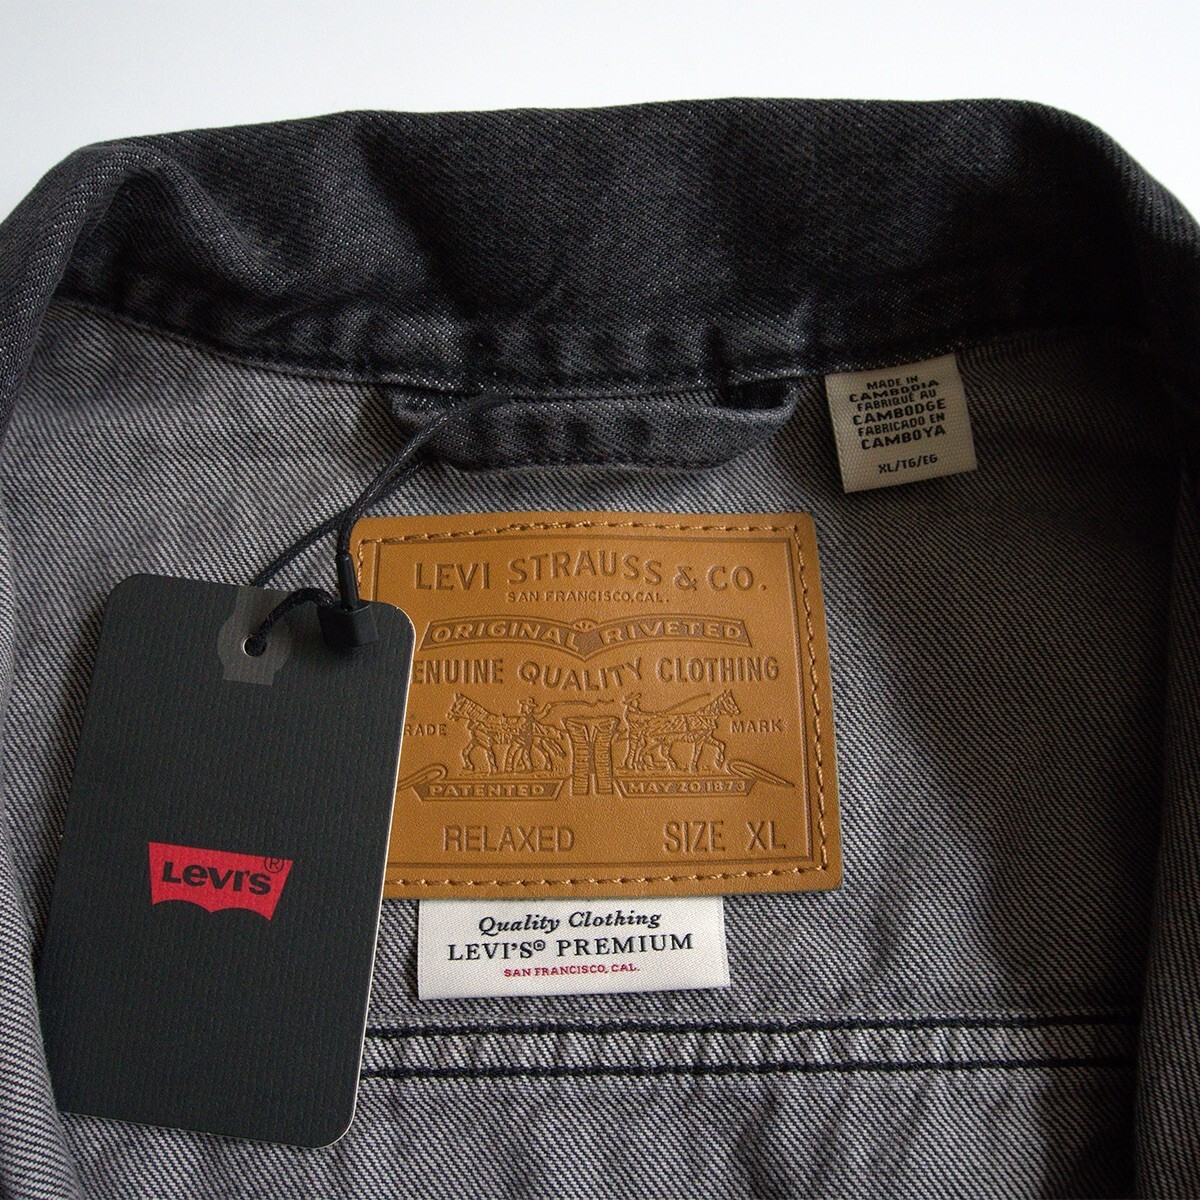 MADE IN
CAMBODIA
FABRIQUÉ AU
CAMBODGE
FABRICADO EN
CAMBOYA
XL/TG/EG
LEVI STRAUSS & CO.
SAN FRANCISCO, CAL.
ORIGINAL RIVETED
ENUINE QUALITY CLOTHING
RADE MARK
PATENTED MAY 20 1873
RELAXED SIZE XL
Levi's®
Quality Clothing
LEVI'S® PREMIUM
SAN FRANCISCO, CAL.